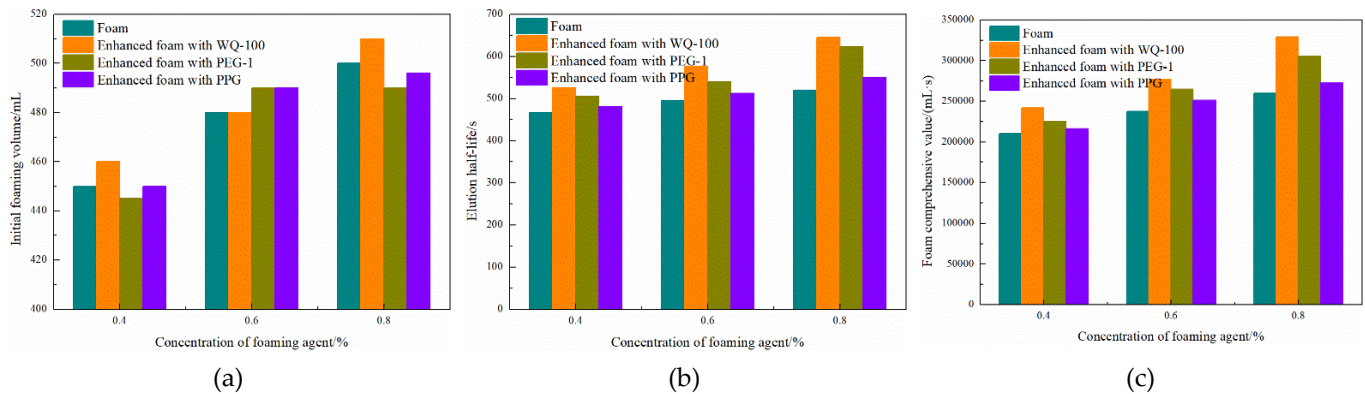 520
500
480
460
440
420
400
Initial foaming volume/mL
Foam
Enhanced foam with WQ-100
Enhanced foam with PEG-1
Enhanced foam with PPG
0.4 0.6 0.8
Concentration of foaming agent/%
(a)
700
600
500
400
300
200
100
0
Elution half-life/s
Foam
Enhanced foam with WQ-100
Enhanced foam with PEG-1
Enhanced foam with PPG
0.4 0.6 0.8
Concentration of foaming agent/%
(b)
350000
300000
250000
200000
150000
100000
50000
0
Foam comprehensive value/(mL·s)
Foam
Enhanced foam with WQ-100
Enhanced foam with PEG-1
Enhanced foam with PPG
0.4 0.6 0.8
Concentration of foaming agent/%
(c)